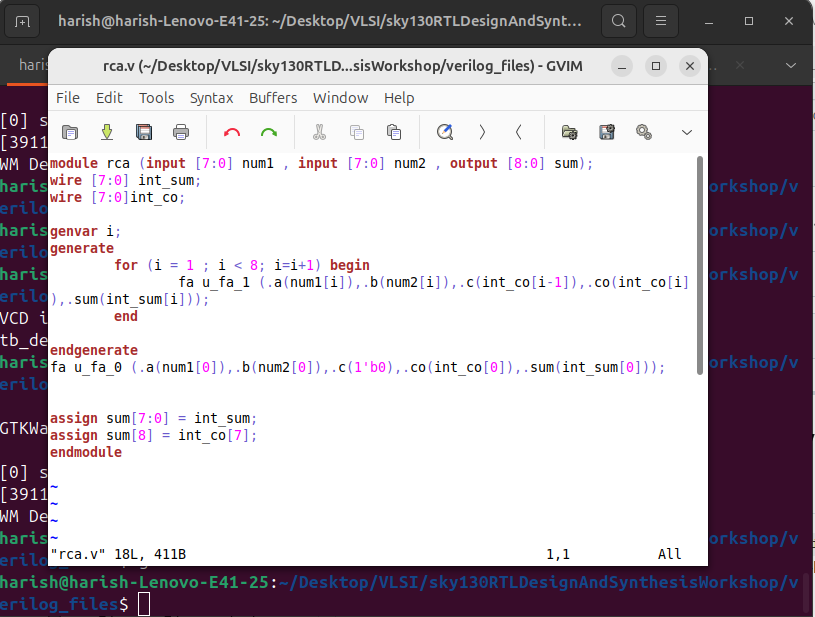 harish@harish-Lenovo-E41-25: ~/Desktop/VLSI/sky130RTLDesignAndSynt...
rca.v (~/Desktop/VLSI/sky130RTLD...sisWorkshop/verilog_files) - GVIM
File Edit Tools Syntax Buffers Window Help
module rca (input [7:0] num1 , input [7:0] num2 , output [8:0] sum);
wire [7:0] int_sum;
wire [7:0]int_co;
genvar i;
generate
for (i = 1 ; i < 8; i=i+1) begin
fa u_fa_1 (.a(num1[i]),.b(num2[i]),.c(int_co[i-1]),.co(int_co[i]
),.sum(int_sum[i]));
end
endgenerate
fa u_fa_0 (.a(num1[0]),.b(num2[0]),.c(1'b0),.co(int_co[0]),.sum(int_sum[0]));
assign sum[7:0] = int_sum;
assign sum[8] = int_co[7];
endmodule
~
~
~
~
"rca.v" 18L, 411B 1,1 All
[0] s
[3911
WM De
haris orkshop/v
erilo
haris orkshop/v
erilo
haris orkshop/v
erilo
VCD i
tb_de
haris orkshop/v
erilo
GTKWa
[0] s
[3911
WM De
haris orkshop/v
erilo
harish@harish-Lenovo-E41-25:~/Desktop/VLSI/sky130RTLDesignAndSynthesisWorkshop/v
erilog_files$